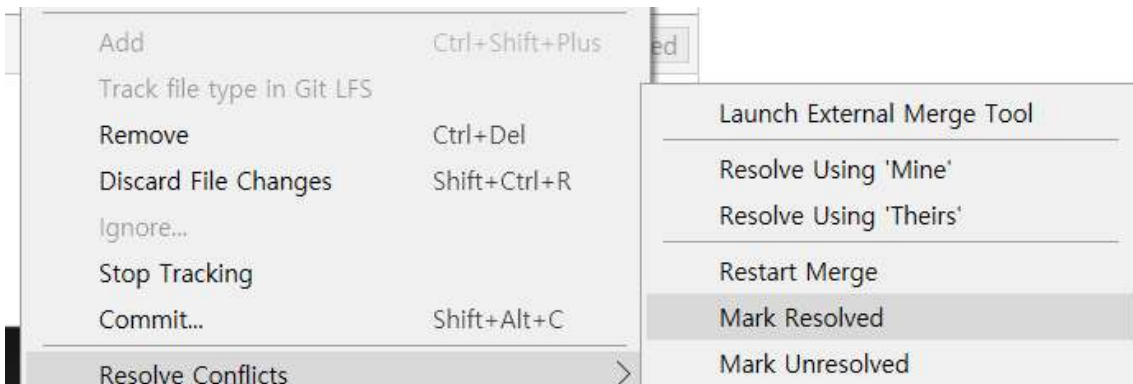 Add Ctrl+Shift+Plus
ed
Track file type in Git LFS
Remove Ctrl+Del
Discard File Changes Shift+Ctrl+R
Ignore...
Stop Tracking
Commit... Shift+Alt+C
Resolve Conflicts
Launch External Merge Tool
Resolve Using 'Mine'
Resolve Using 'Theirs'
Restart Merge
Mark Resolved
Mark Unresolved